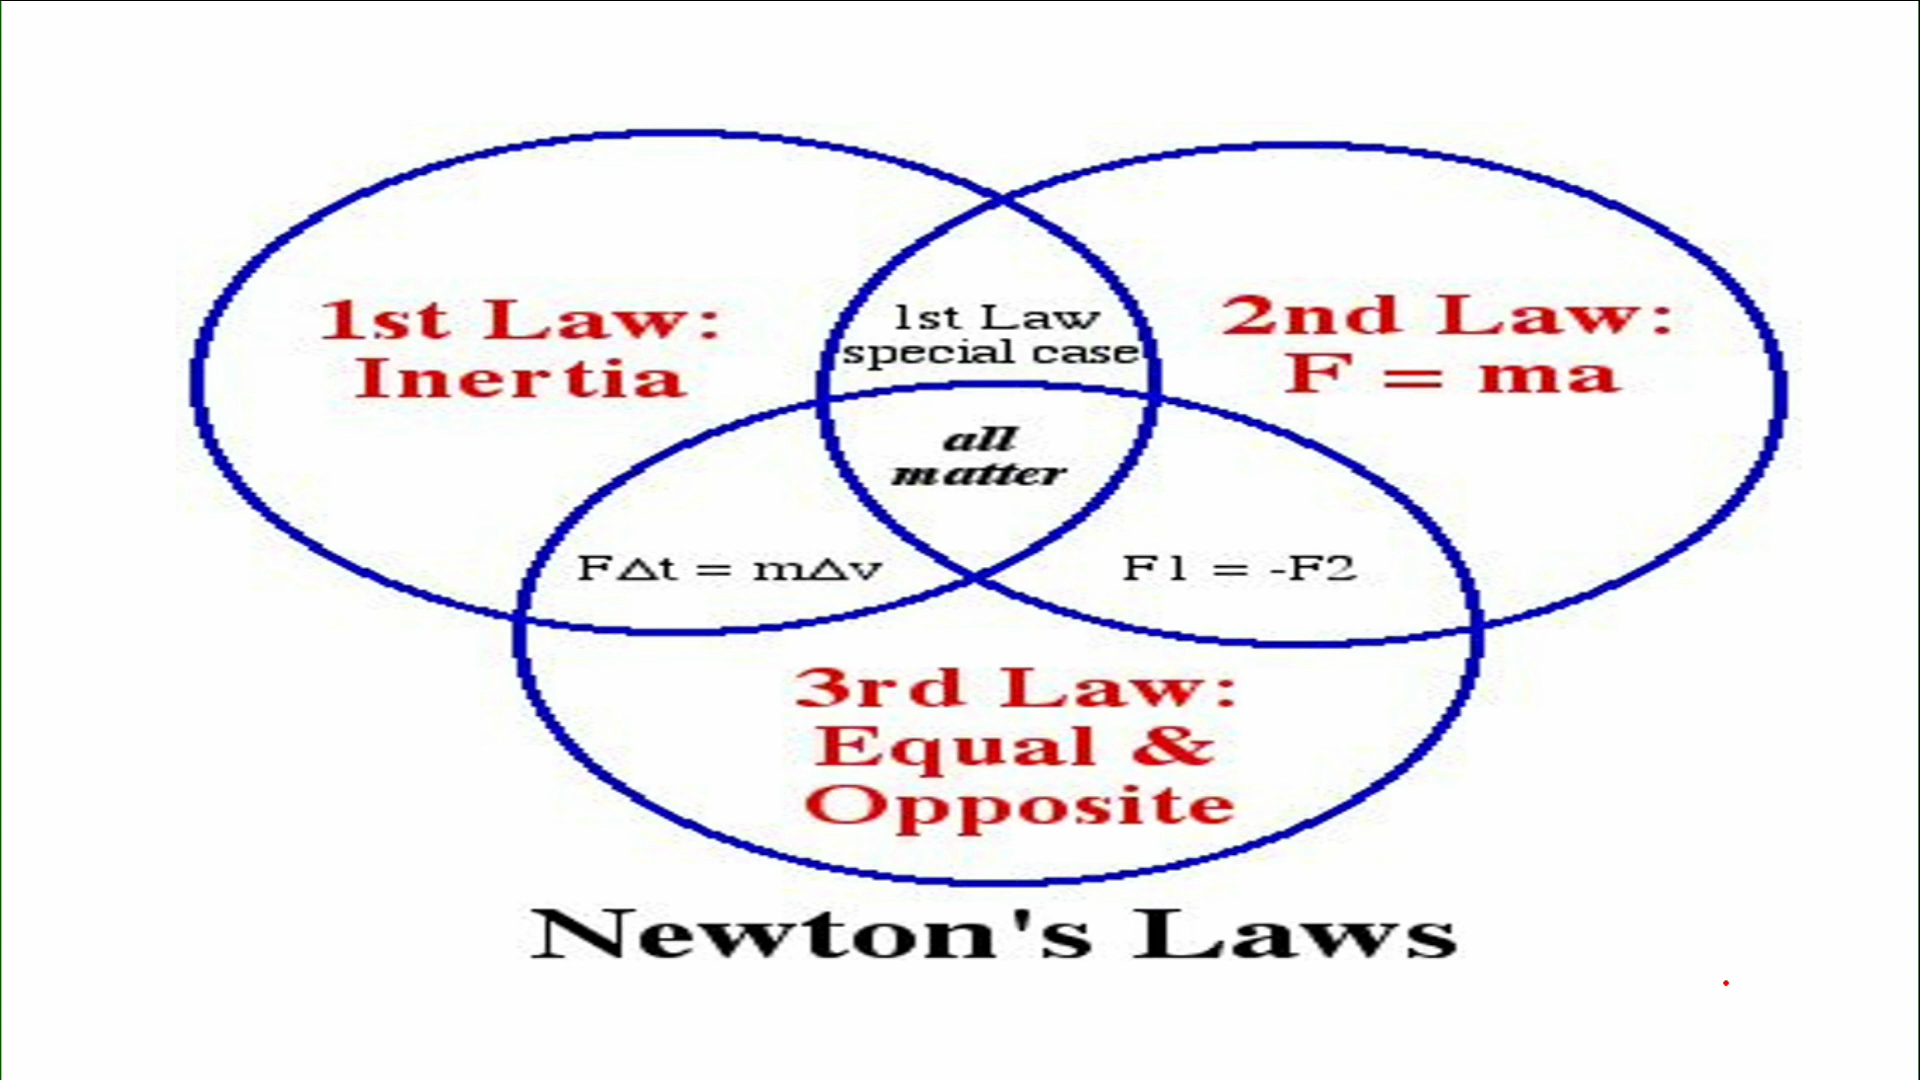 1st Law:
Inertia
1st Law
special case
2nd Law:
F = ma
all
matter
FΔt = mΔv
F1 = -F2
3rd Law:
Equal &
Opposite
Newton's Laws